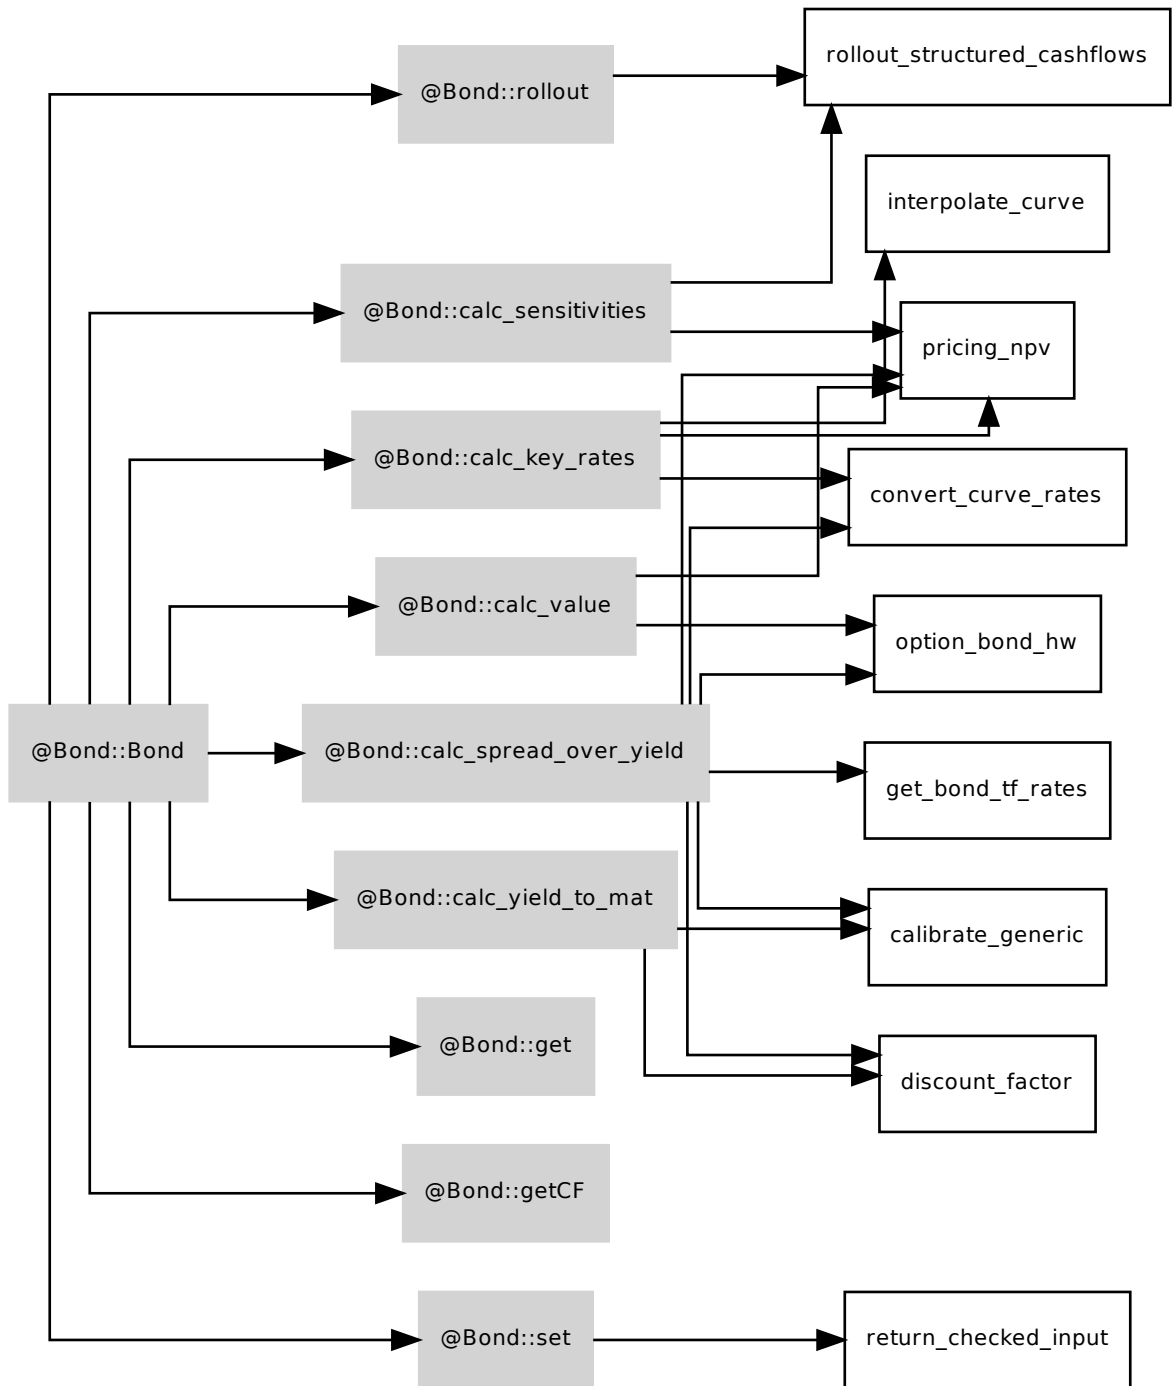 rollout_structured_cashflows
@Bond::rollout
interpolate_curve
@Bond::calc_sensitivities
pricing_npv
@Bond::calc_key_rates
convert_curve_rates
@Bond::calc_value
option_bond_hw
@Bond::Bond
@Bond::calc_spread_over_yield
get_bond_tf_rates
@Bond::calc_yield_to_mat
calibrate_generic
@Bond::get
discount_factor
@Bond::getCF
@Bond::set
return_checked_input